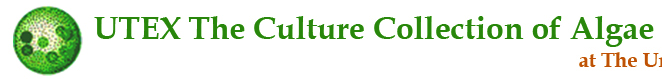 UTEX The Culture Collection of Algae
at The